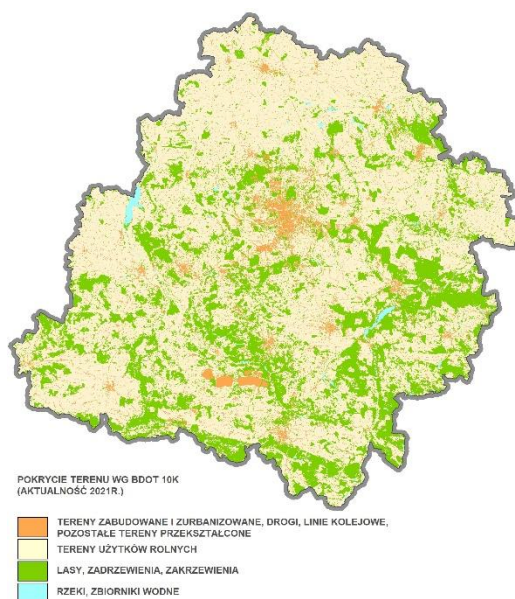 POKRYCIE TERENU WG BDOT 10K
(AKTUALNOŚĆ 2021R.)
TERENY ZABUDOWANE I ZURBANIZOWANE, DROGI, LINIE KOLEJOWE,
POZOSTAŁE TERENY PRZEKSZTAŁCONE
TERENY UŻYTKÓW ROLNYCH
LASY, ZADRZEWIENIA, ZAKRZEWIENIA
RZEKI, ZBIORNIKI WODNE